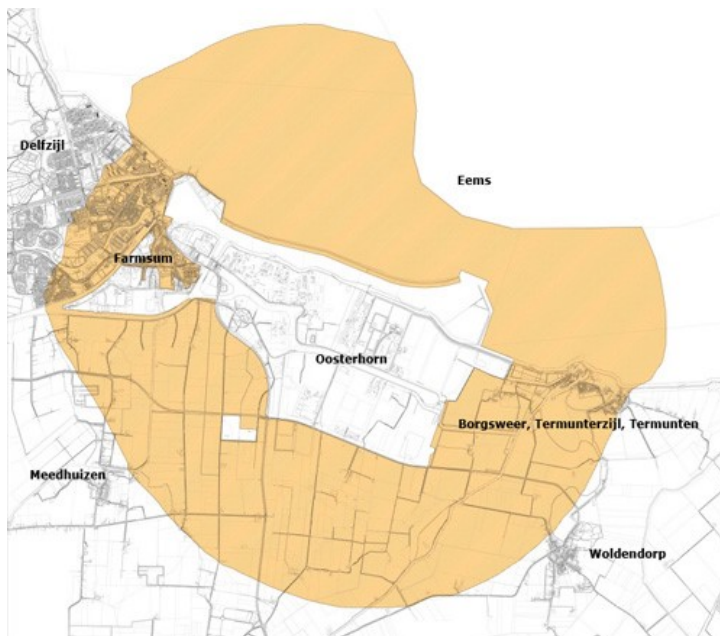 Delfzijl
Eems
Farmsum
Oosterhorn
Borgsweer, Termunterzijl, Termunten
Meedhuizen
Woldendorp